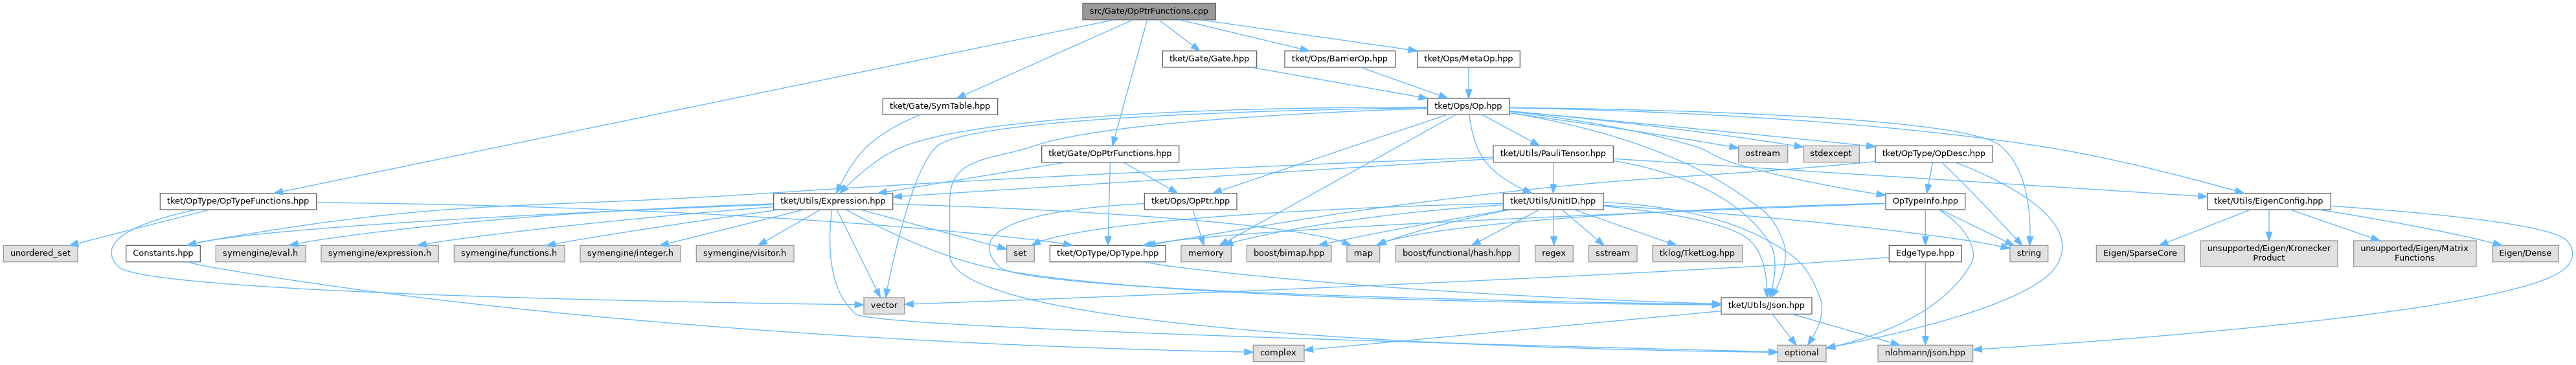 src/Gate/OpPtrFunctions.cpp
tket/Gate/Gate.hpp
tket/Ops/BarrierOp.hpp
tket/Ops/MetaOp.hpp
tket/Gate/SymTable.hpp
tket/Ops/Op.hpp
tket/Gate/OpPtrFunctions.hpp
tket/Utils/PauliTensor.hpp
ostream
stdexcept
tket/OpType/OpDesc.hpp
tket/OpType/OpTypeFunctions.hpp
tket/Utils/Expression.hpp
tket/Ops/OpPtr.hpp
tket/Utils/UnitID.hpp
OpTypeInfo.hpp
tket/Utils/EigenConfig.hpp
unordered_set
Constants.hpp
symengine/eval.h
symengine/expression.h
symengine/functions.h
symengine/integer.h
symengine/visitor.h
set
tket/OpType/OpType.hpp
memory
boost/bimap.hpp
map
boost/functional/hash.hpp
regex
sstream
tklog/TketLog.hpp
EdgeType.hpp
string
Eigen/SparseCore
unsupported/Eigen/Kronecker
Product
unsupported/Eigen/Matrix
Functions
Eigen/Dense
vector
tket/Utils/Json.hpp
complex
optional
nlohmann/json.hpp